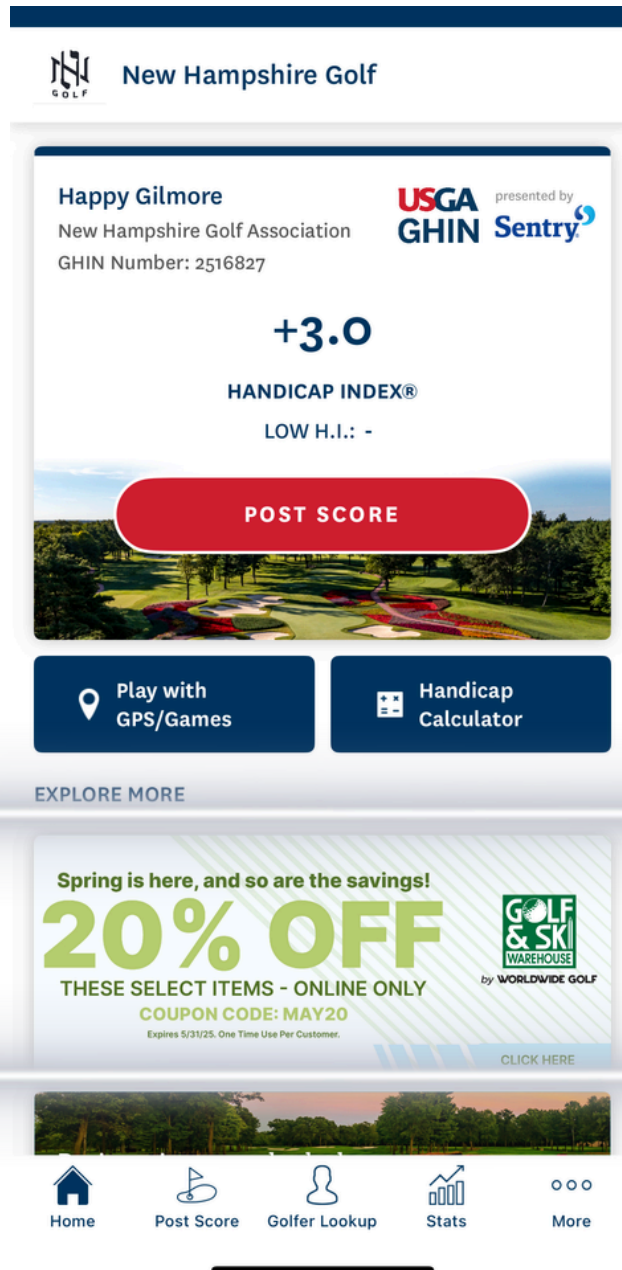 NH
GOLF
New Hampshire Golf
Happy Gilmore
New Hampshire Golf Association
GHIN Number: 2516827
USGA
GHIN
presented by
Sentry
+3.0
HANDICAP INDEX®
LOW H.I.: -
POST SCORE
Play with
GPS/Games
Handicap
Calculator
EXPLORE MORE
Spring is here, and so are the savings!
20% OFF
THESE SELECT ITEMS - ONLINE ONLY
COUPON CODE: MAY20
Expires 5/31/25. One Time Use Per Customer.
GOLF
& SKI
WAREHOUSE
by WORLDWIDE GOLF
CLICK HERE
Home
Post Score
Golfer Lookup
Stats
More